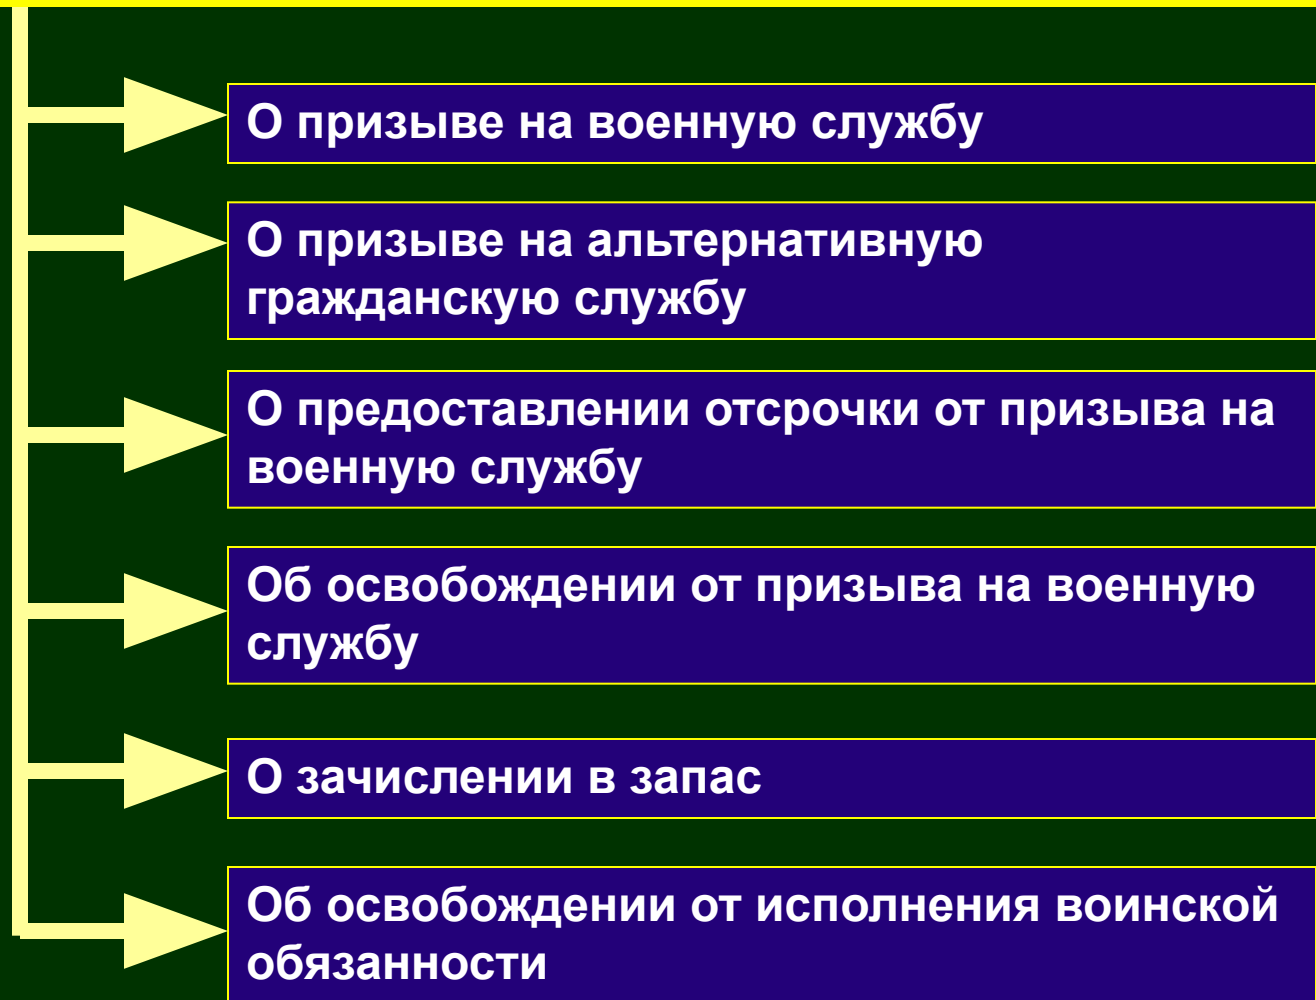 О призыве на военную службу
О призыве на альтернативную
гражданскую службу
О предоставлении отсрочки от призыва на
военную службу
Об освобождении от призыва на военную
службу
О зачислении в запас
Об освобождении от исполнения воинской
обязанности